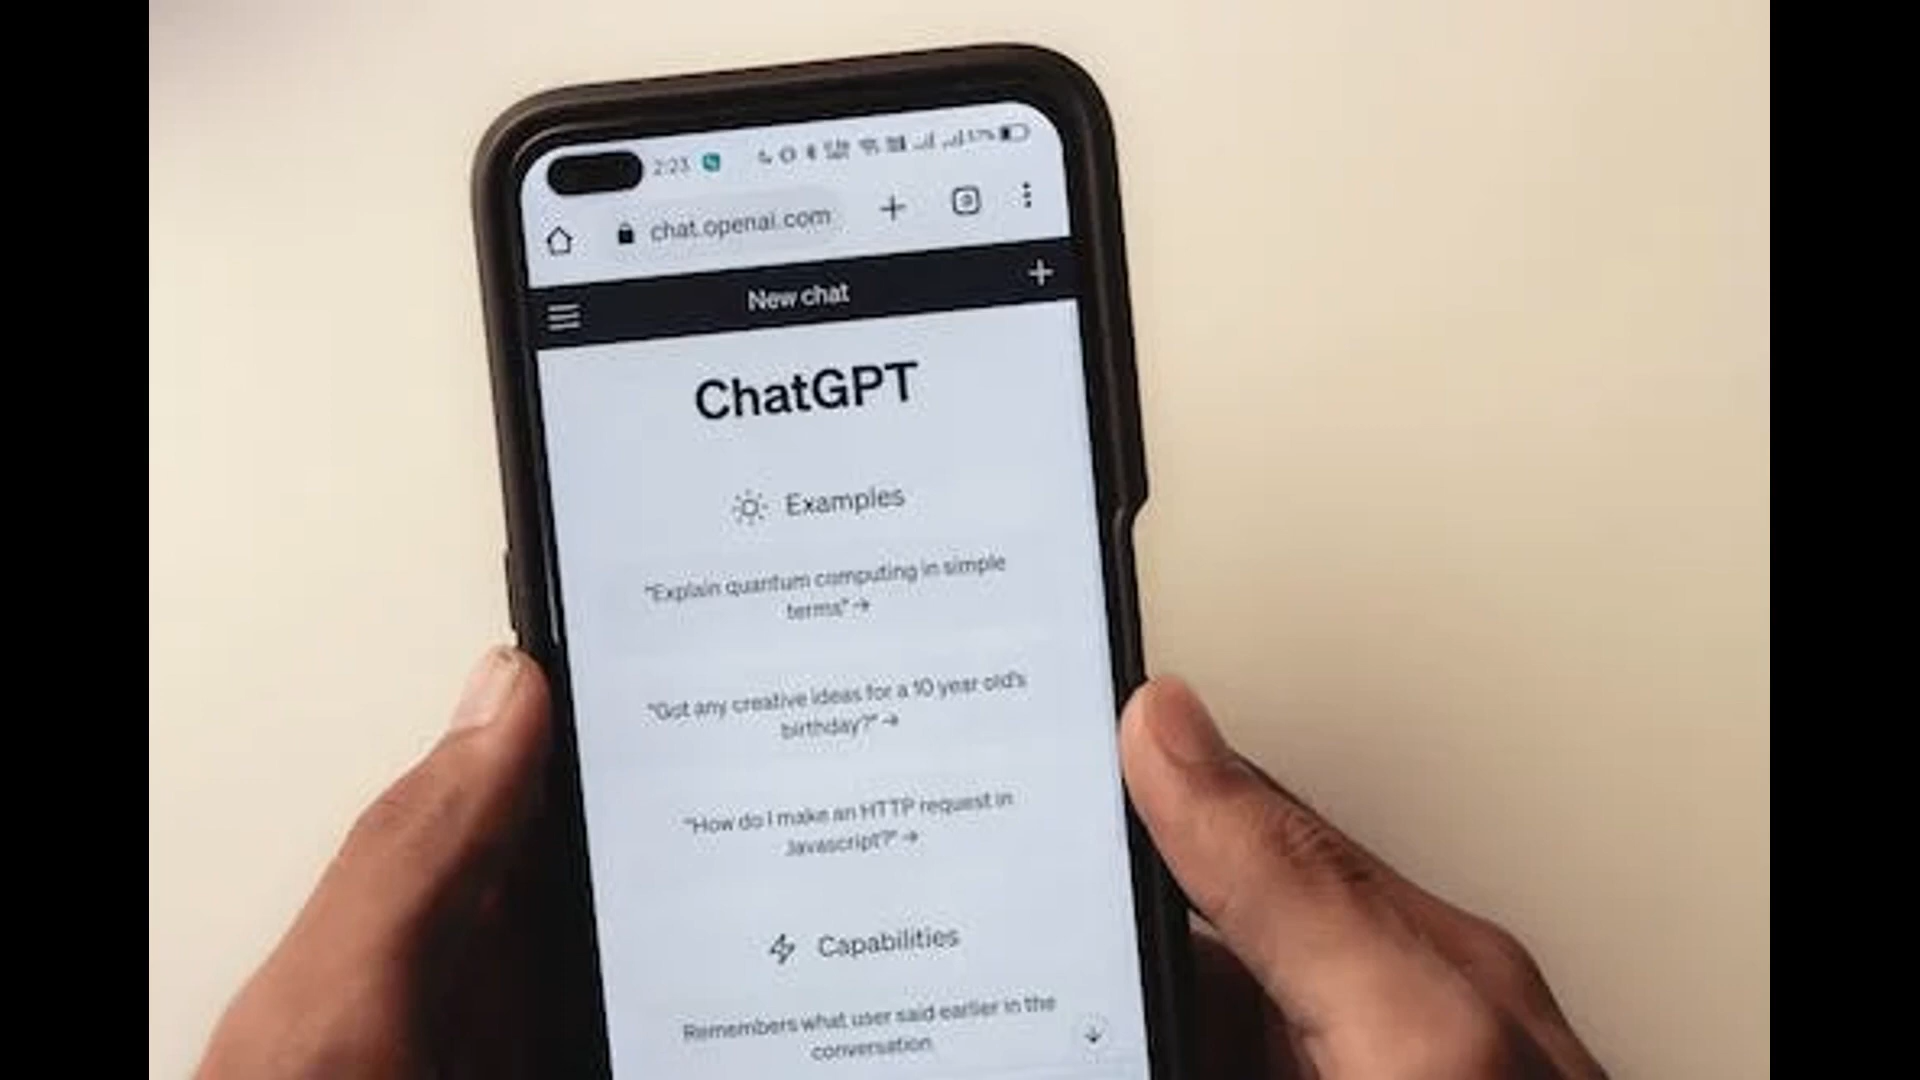 2:23 57%
chat.openai.com
New chat
ChatGPT
Examples
"Explain quantum computing in simple
terms" →
"Got any creative ideas for a 10 year old's
birthday?" →
"How do I make an HTTP request in
Javascript?" →
Capabilities
Remembers what user said earlier in the
conversation